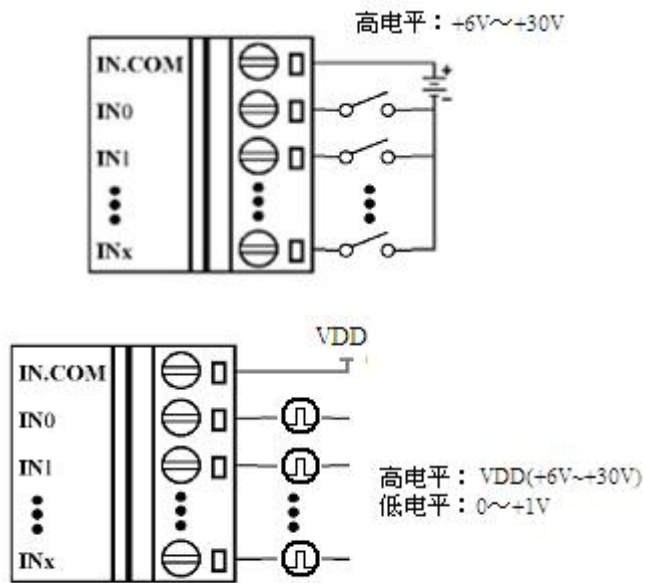 高电平：+6V～+30V
IN.COM
IN0
IN1
INx
+
-
VDD
IN.COM
IN0
IN1
INx
高电平：VDD(+6V~+30V)
低电平：0～+1V